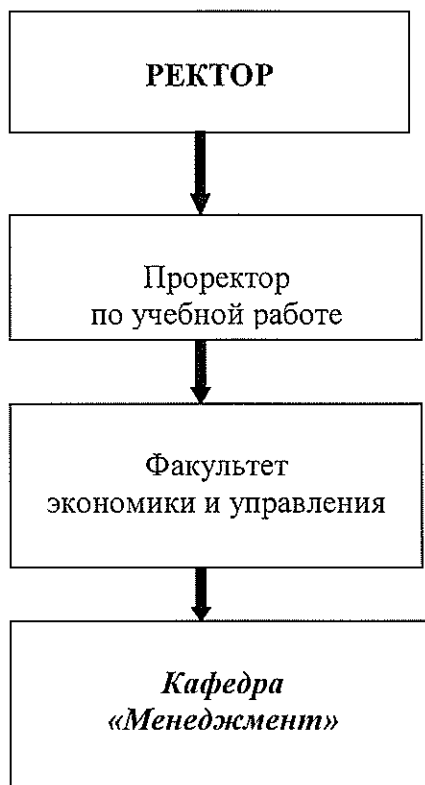 РЕКТОР
Проректор
по учебной работе
Факультет
экономики и управления
Кафедра
«Менеджмент»